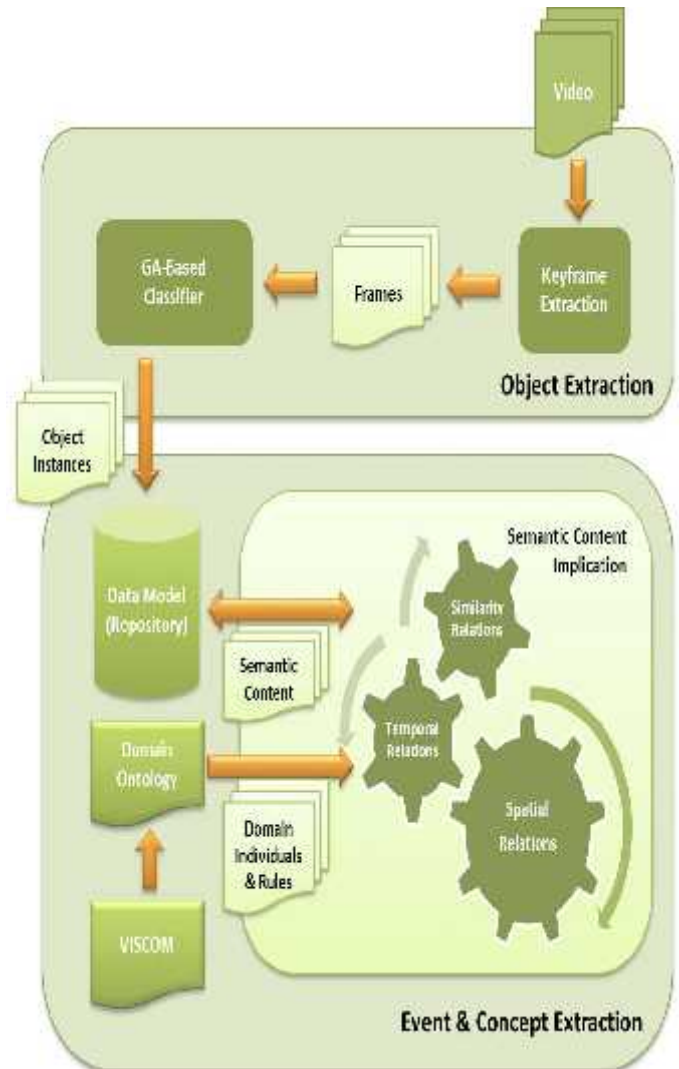 Video
Keyframe
Extraction
Frames
GA-Based
Classifier
Object Extraction
Object
Instances
Data Model
(Repository)
Semantic Content
Implication
Similarity
Relations
Semantic
Content
Temporal
Relations
Domain
Ontology
Spatial
Relations
Domain
Individuals
& Rules
VISCOM
Event & Concept Extraction